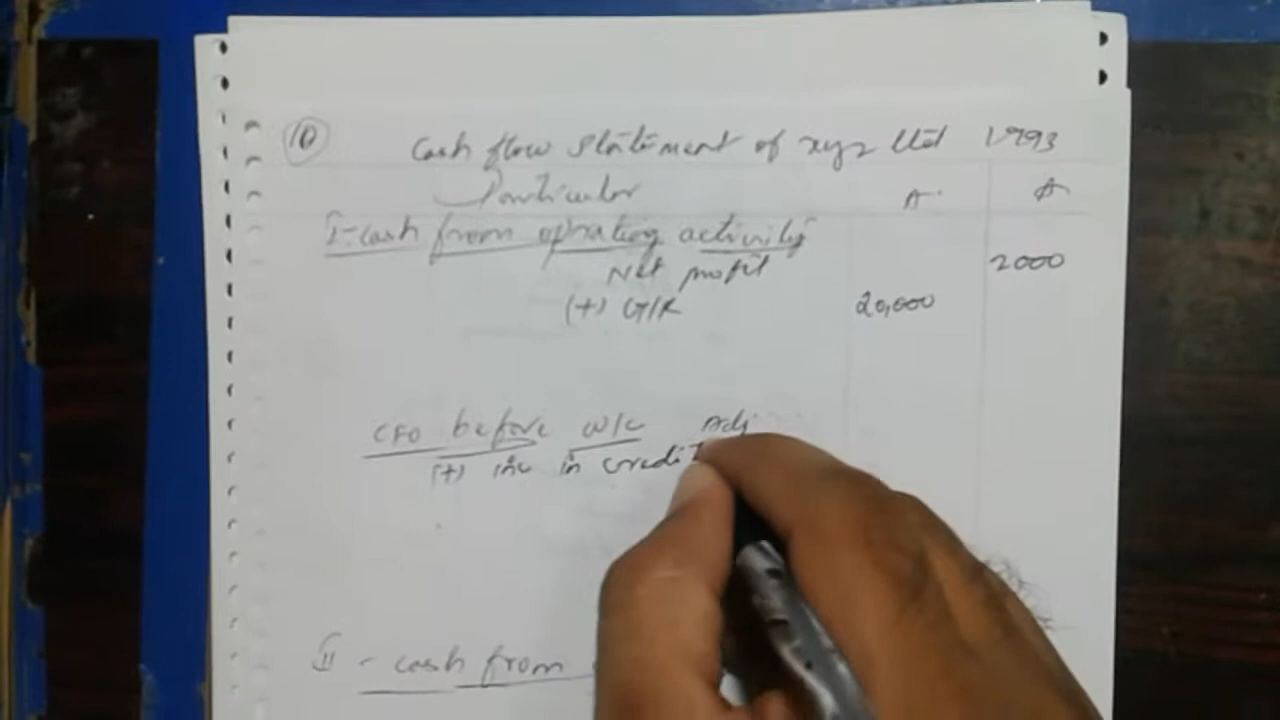 10 Cash flow statement of xyz Ltd 1993
Particular A A
I-cash from operating activity
Net profit 2000
(+) G/R 20,000
CFO before w/c Adj
(+) inc in credit
II - cash from